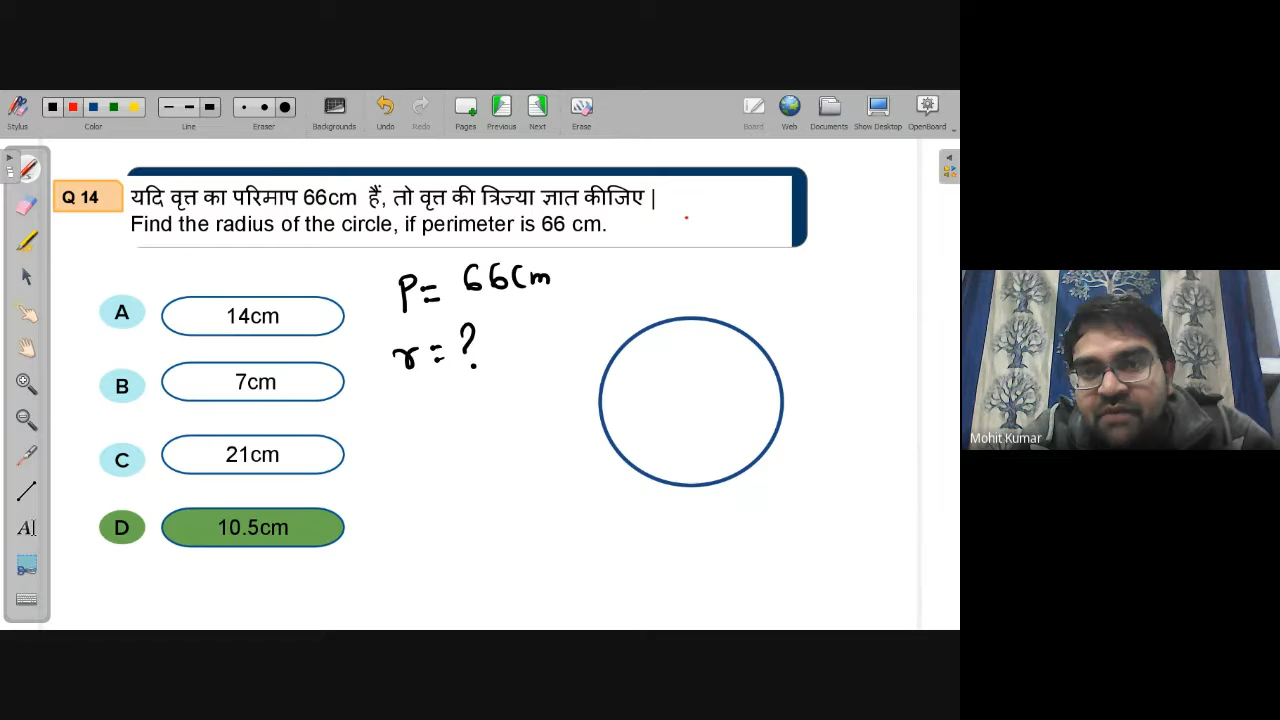 Stylus
Color
Line
Eraser
Backgrounds
Undo
Redo
Pages
Previous
Next
Erase
Board
Web
Documents
Show Desktop
OpenBoard
Q 14
यदि वृत्त का परिमाप 66cm हैं, तो वृत्त की त्रिज्या ज्ञात कीजिए |
Find the radius of the circle, if perimeter is 66 cm.
P = 66cm
r = ?
A 14cm
B 7cm
C 21cm
D 10.5cm
AI
Mohit Kumar